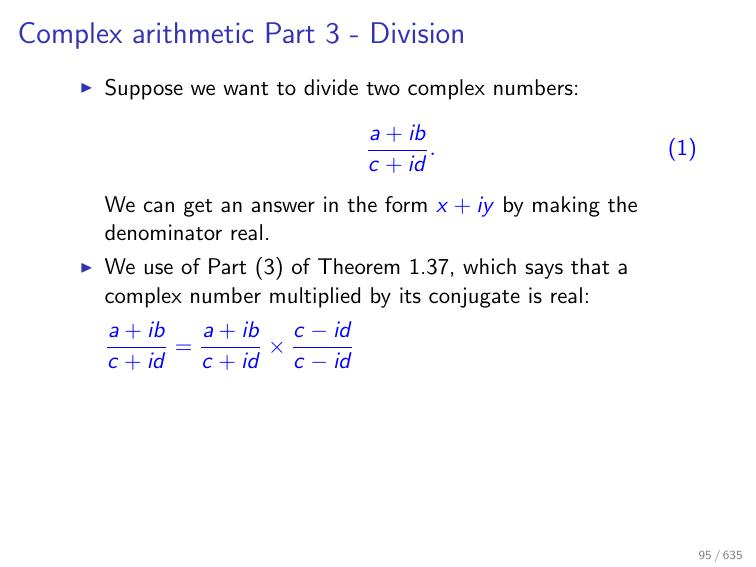 Complex arithmetic Part 3 - Division
▶ Suppose we want to divide two complex numbers:
\frac{a + ib}{c + id}. (1)
We can get an answer in the form x + iy by making the
denominator real.
▶ We use of Part (3) of Theorem 1.37, which says that a
complex number multiplied by its conjugate is real:
\frac{a + ib}{c + id} = \frac{a + ib}{c + id} × \frac{c − id}{c − id}
95 / 635